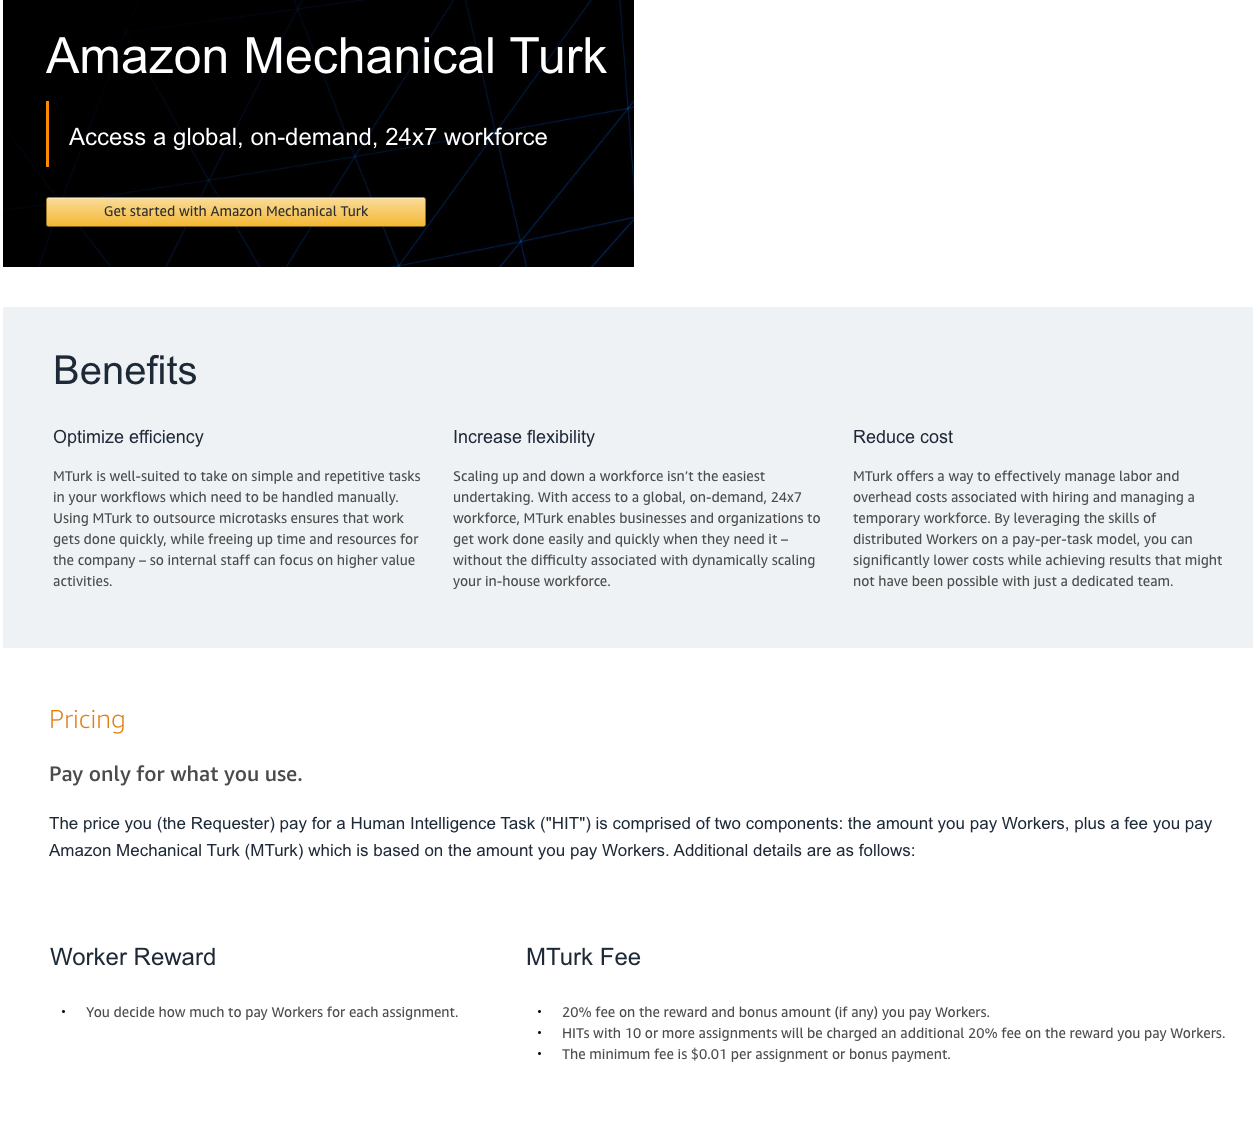 Amazon Mechanical Turk
Access a global, on-demand, 24x7 workforce
Get started with Amazon Mechanical Turk
Benefits
Optimize efficiency
MTurk is well-suited to take on simple and repetitive tasks
in your workflows which need to be handled manually.
Using MTurk to outsource microtasks ensures that work
gets done quickly, while freeing up time and resources for
the company – so internal staff can focus on higher value
activities.
Increase flexibility
Scaling up and down a workforce isn’t the easiest
undertaking. With access to a global, on-demand, 24x7
workforce, MTurk enables businesses and organizations to
get work done easily and quickly when they need it –
without the difficulty associated with dynamically scaling
your in-house workforce.
Reduce cost
MTurk offers a way to effectively manage labor and
overhead costs associated with hiring and managing a
temporary workforce. By leveraging the skills of
distributed Workers on a pay-per-task model, you can
significantly lower costs while achieving results that might
not have been possible with just a dedicated team.
Pricing
Pay only for what you use.
The price you (the Requester) pay for a Human Intelligence Task ("HIT") is comprised of two components: the amount you pay Workers, plus a fee you pay
Amazon Mechanical Turk (MTurk) which is based on the amount you pay Workers. Additional details are as follows:
Worker Reward
• You decide how much to pay Workers for each assignment.
MTurk Fee
• 20% fee on the reward and bonus amount (if any) you pay Workers.
• HITs with 10 or more assignments will be charged an additional 20% fee on the reward you pay Workers.
• The minimum fee is $0.01 per assignment or bonus payment.